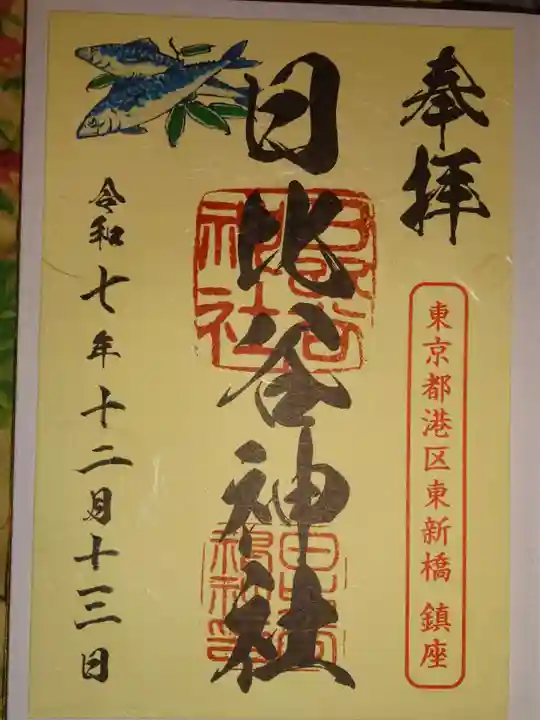 奉拝
東京都港区東新橋 鎮座
日比谷神社
令和七年十二月十三日